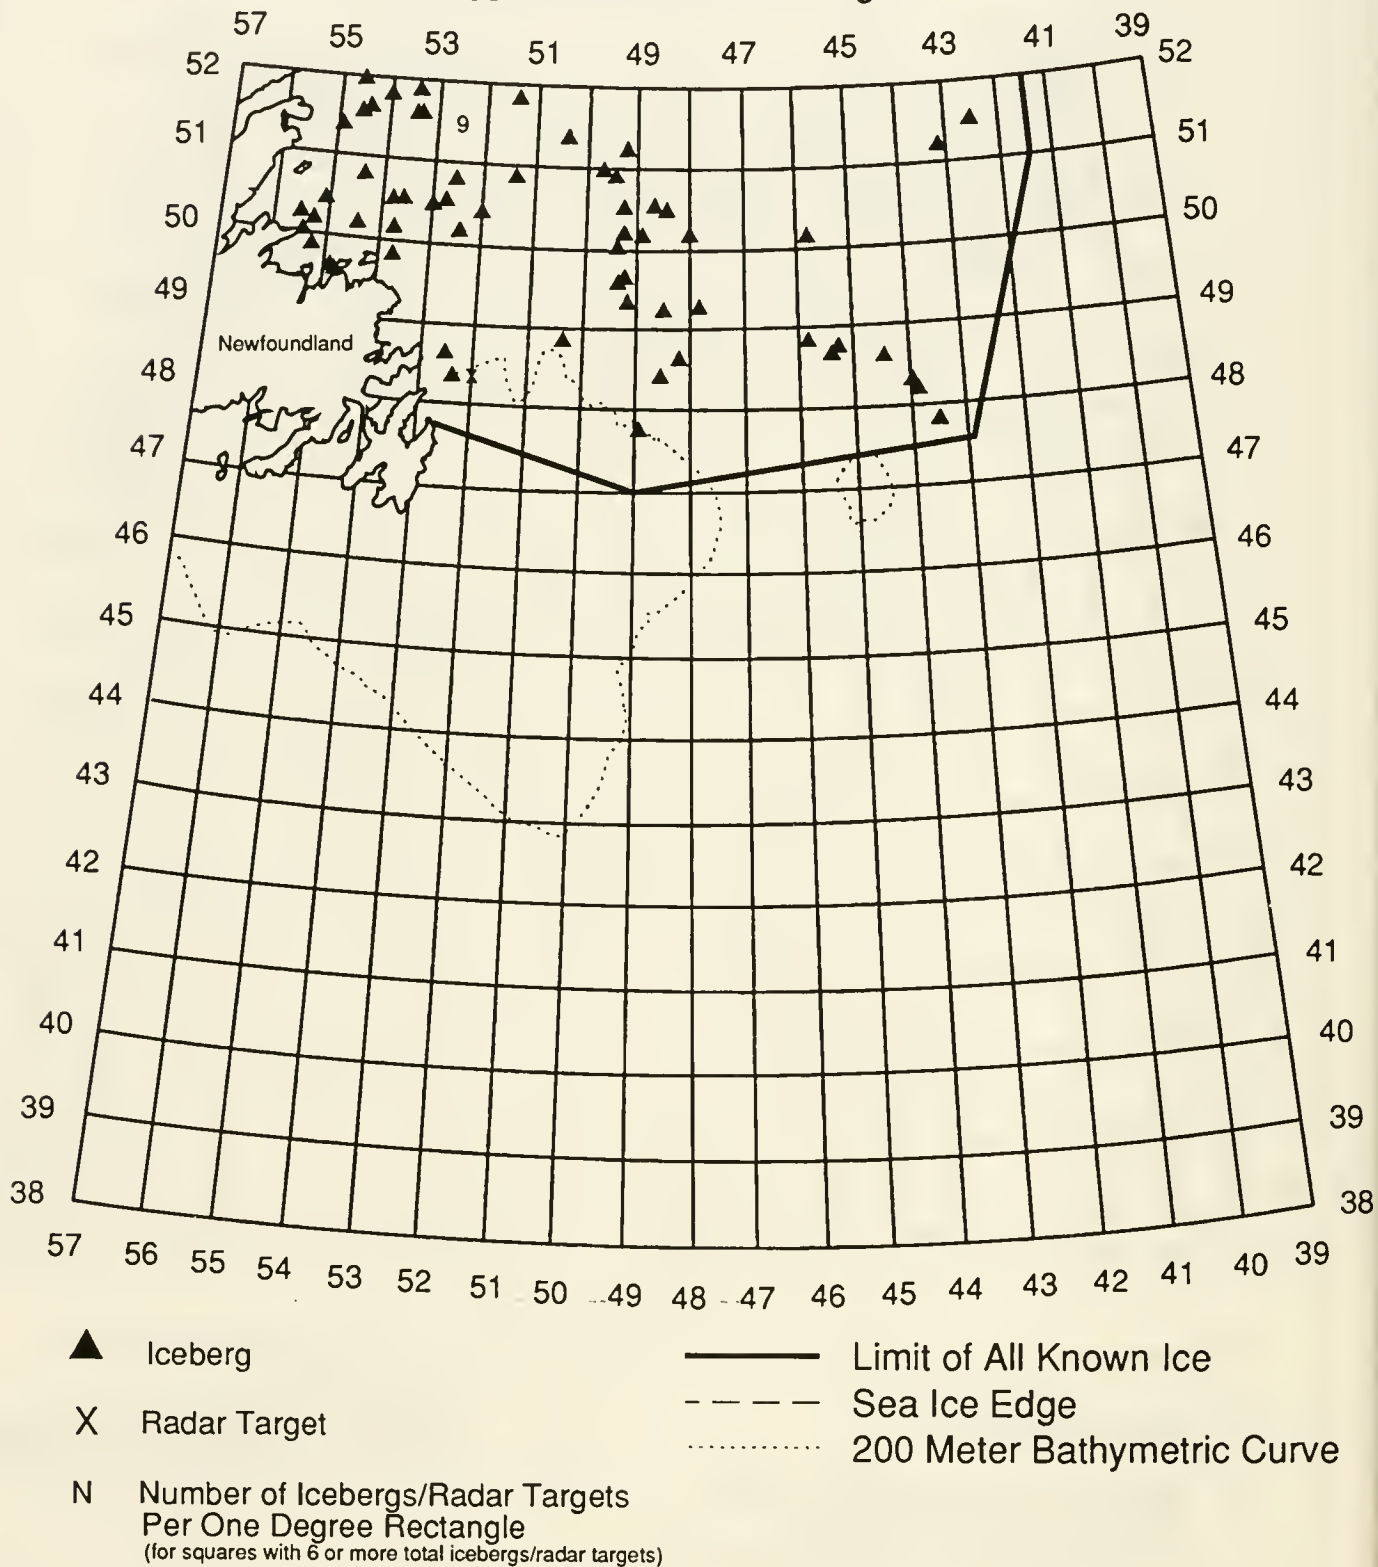 57 55 53 51 49 47 45 43 41 39
52 52
51 51
9
50 50
49 49
Newfoundland
48 48
47 47
46 46
45 45
44 44
43 43
42 42
41 41
40 40
39 39
38 38
57 56 55 54 53 52 51 50 49 48 47 46 45 44 43 42 41 40 39
Iceberg
X Radar Target
N Number of Icebergs/Radar Targets
Per One Degree Rectangle
(for squares with 6 or more total icebergs/radar targets)
Limit of All Known Ice
Sea Ice Edge
200 Meter Bathymetric Curve